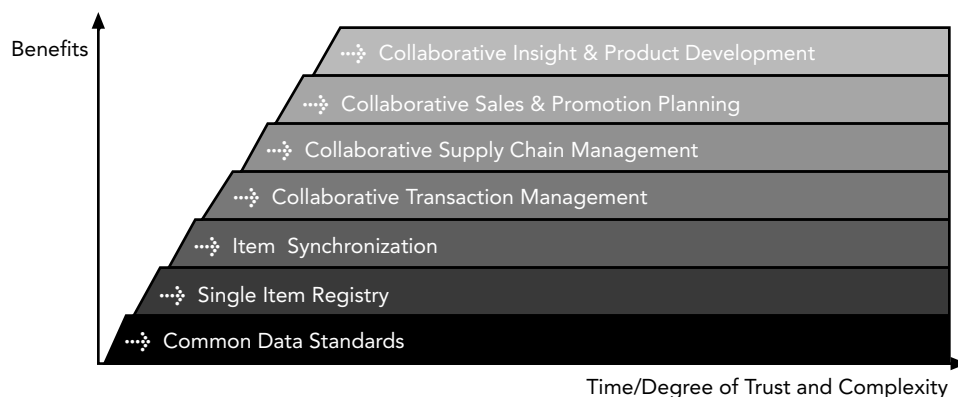 Benefits
Collaborative Insight & Product Development
Collaborative Sales & Promotion Planning
Collaborative Supply Chain Management
Collaborative Transaction Management
Item  Synchronization
Single Item Registry
Common Data Standards
Time/Degree of Trust and Complexity